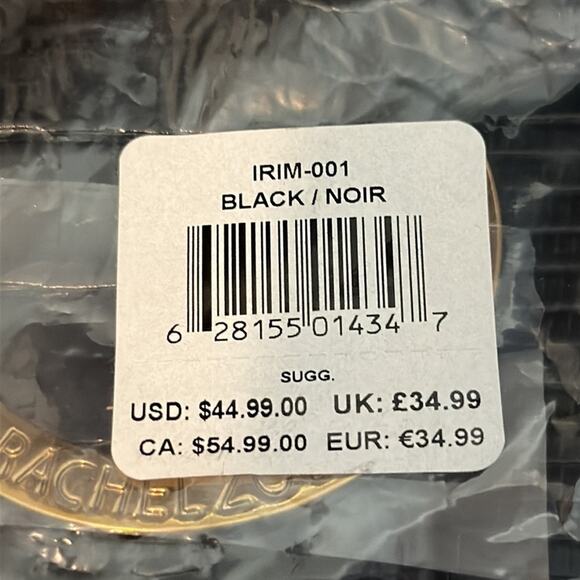 IRIM-001
BLACK / NOIR
6 28155 01434 7
SUGG.
USD: $44.99.00 UK: £34.99
CA: $54.99.00 EUR: €34.99
RACHEL ZO